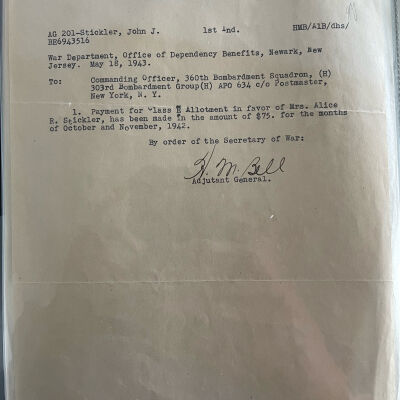 AG 201-Stickler, John J. 1st Ind. HMB/A1B/dhs/
BE6943516
War Department, Office of Dependency Benefits, Newark, New
Jersey. May 18, 1943.
To: Commanding Officer, 360th Bombardment Squadron, (H)
303rd Bombardment Group(H) APO 634 c/o Postmaster,
New York, N. Y.
1. Payment for Class E Allotment in favor of Mrs. Alice
R. Stickler, has been made in the amount of $75. for the months
of October and November, 1942.
By order of the Secretary of War:
H. M. Bell
Adjutant General.